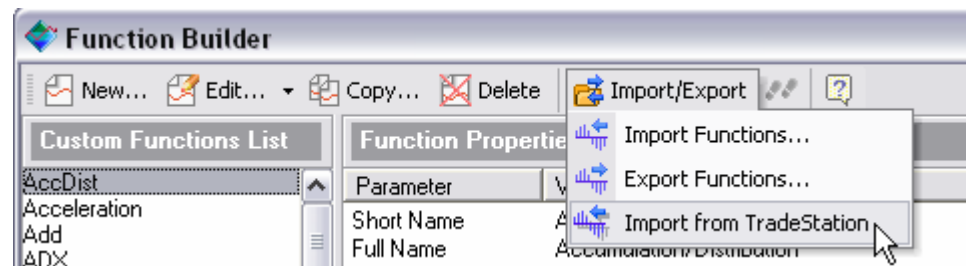 Function Builder
New... Edit... Copy... Delete Import/Export
Custom Functions List
Function Properties
Import Functions...
Export Functions...
Import from TradeStation
AccDist
Acceleration
Add
ADX
Parameter
Short Name
Full Name Accumulation/Distribution